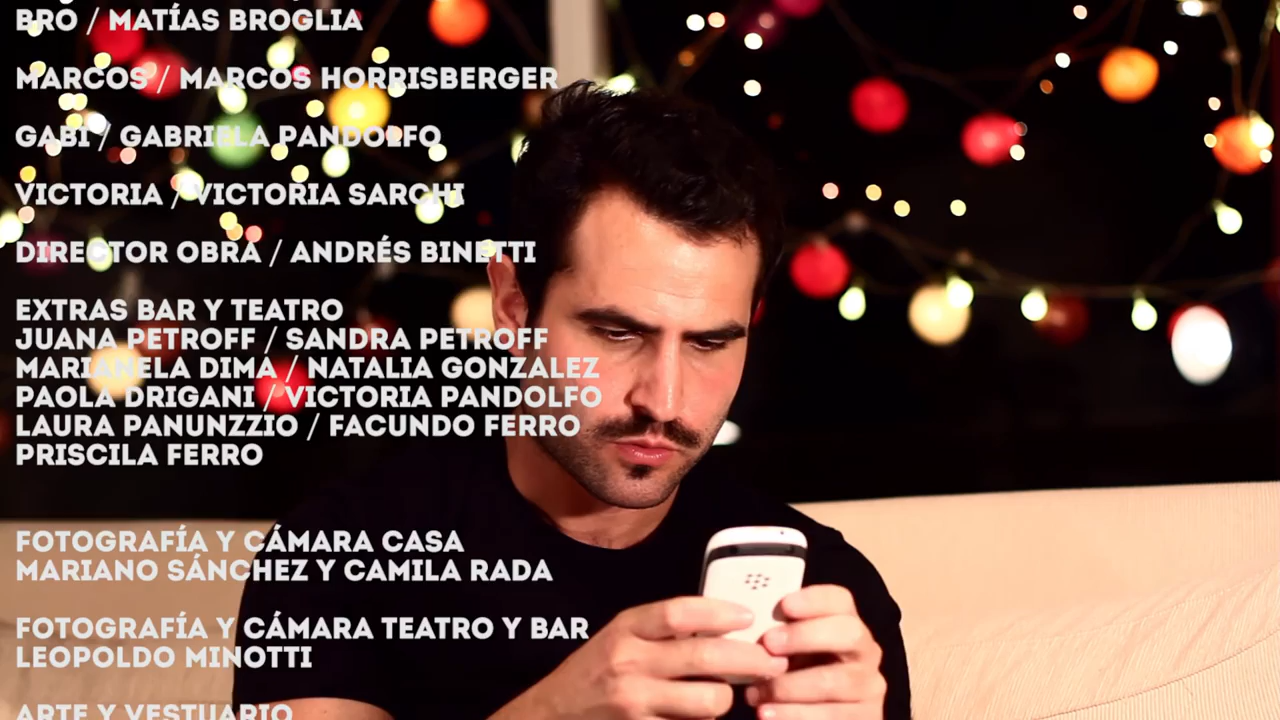 BRO / MATÍAS BROGLIA
MARCOS / MARCOS HORRISBERGER
GABI / GABRIELA PANDOLFO
VICTORIA / VICTORIA SARCHI
DIRECTOR OBRA / ANDRÉS BINETTI
EXTRAS BAR Y TEATRO
JUANA PETROFF / SANDRA PETROFF
MARIANELA DIMA / NATALIA GONZALEZ
PAOLA DRIGANI / VICTORIA PANDOLFO
LAURA PANUNZZIO / FACUNDO FERRO
PRISCILA FERRO
FOTOGRAFÍA Y CÁMARA CASA
MARIANO SÁNCHEZ Y CAMILA RADA
FOTOGRAFÍA Y CÁMARA TEATRO Y BAR
LEOPOLDO MINOTTI
ARTE Y VESTUARIO